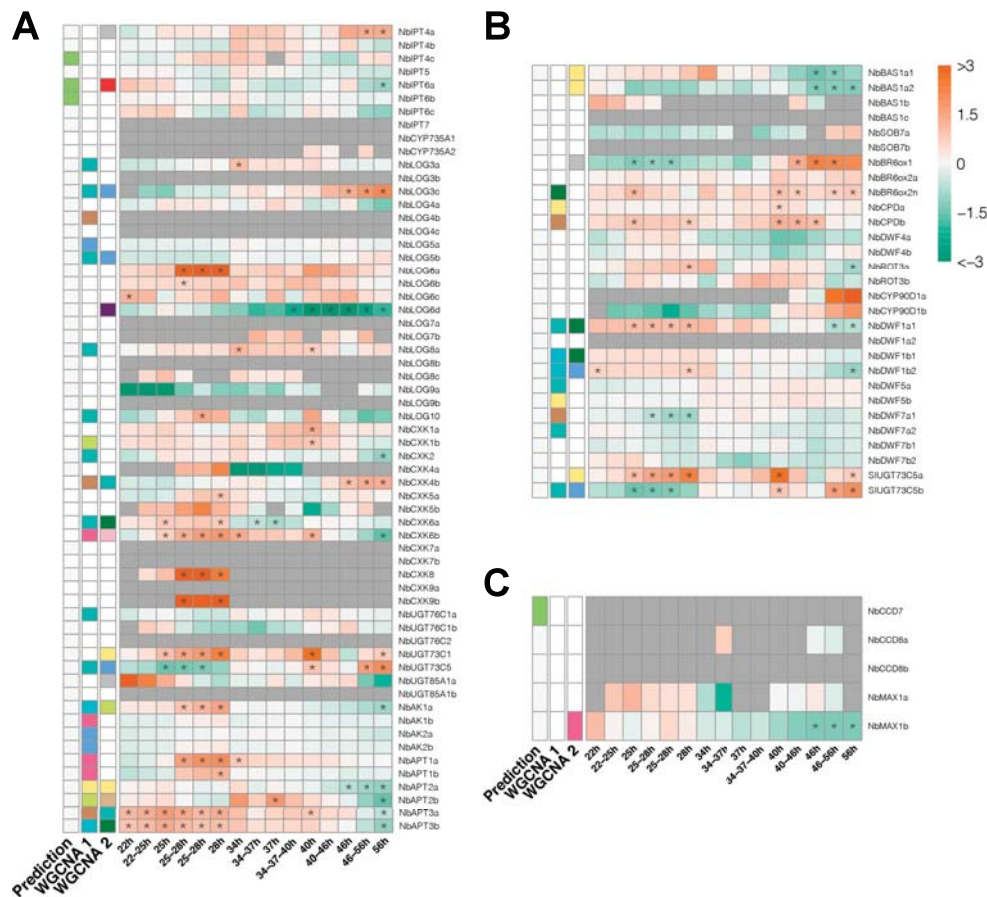 A
NbIPT4a
NbIPT4b
NbIPT4c
NbIPT5
NbIPT6a
NbIPT6b
NbIPT6c
NbIPT7
NbCYP735A1
NbCYP735A2
NbLOG3a
NbLOG3b
NbLOG3c
NbLOG4a
NbLOG4b
NbLOG4c
NbLOG5a
NbLOG5b
NbLOG6a
NbLOG6b
NbLOG6c
NbLOG6d
NbLOG7a
NbLOG7b
NbLOG8a
NbLOG8b
NbLOG8c
NbLOG9a
NbLOG9b
NbLOG10
NbCXK1a
NbCXK1b
NbCXK2
NbCXK4a
NbCXK4b
NbCXK5a
NbCXK5b
NbCXK6a
NbCXK6b
NbCXK7a
NbCXK7b
NbCXK8
NbCXK9a
NbCXK9b
NbUGT76C1a
NbUGT76C1b
NbUGT76C2
NbUGT73C1
NbUGT73C5
NbUGT85A1a
NbUGT85A1b
NbAK1a
NbAK1b
NbAK2a
NbAK2b
NbAPT1a
NbAPT1b
NbAPT2a
NbAPT2b
NbAPT3a
NbAPT3b
Prediction
WGCNA 1
WGCNA 2
22h
22–25h
25h
25–28h
25–28h
28h
34h
34–37h
37h
34–37–40h
40h
40–46h
46h
46–56h
56h
B
NbBAS1a1
NbBAS1a2
NbBAS1b
NbBAS1c
NbSOB7a
NbSOB7b
NbBR6ox1
NbBR6ox2a
NbBR6ox2n
NbCPDa
NbCPDb
NbDWF4a
NbDWF4b
NbROT3a
NbROT3b
NbCYP90D1a
NbCYP90D1b
NbDWF1a1
NbDWF1a2
NbDWF1b1
NbDWF1b2
NbDWF5a
NbDWF5b
NbDWF7a1
NbDWF7a2
NbDWF7b1
NbDWF7b2
SlUGT73C5a
SlUGT73C5b
>3
1.5
0
–1.5
<–3
C
NbCCD7
NbCCD8a
NbCCD8b
NbMAX1a
NbMAX1b
Prediction
WGCNA 1
WGCNA 2
22h
22–25h
25h
25–28h
25–28h
28h
34h
34–37h
37h
34–37–40h
40h
40–46h
46h
46–56h
56h